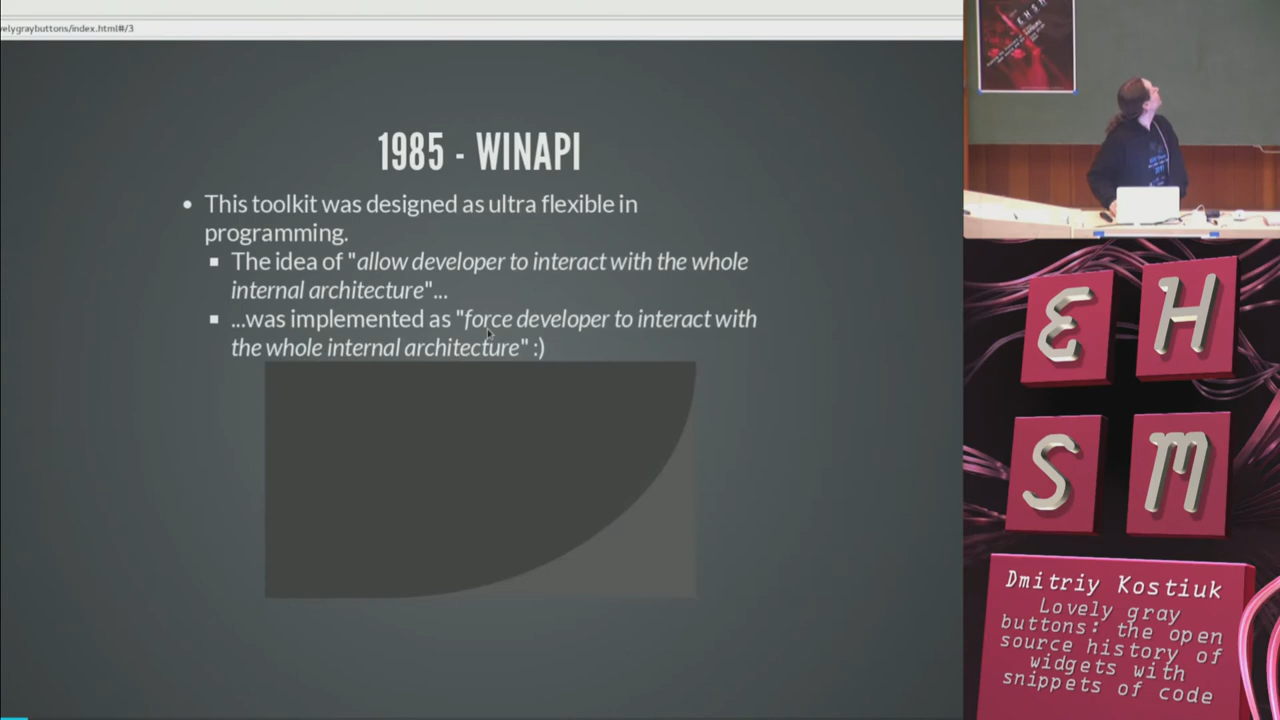 velygraybuttons/index.html#/3
1985 - WINAPI
This toolkit was designed as ultra flexible in
programming.
The idea of "allow developer to interact with the whole
internal architecture"...
...was implemented as "force developer to interact with
the whole internal architecture" :)
EHSM
E H
S M
Dmitriy Kostiuk
Lovely gray
buttons: the open
source history of
widgets with
snippets of code